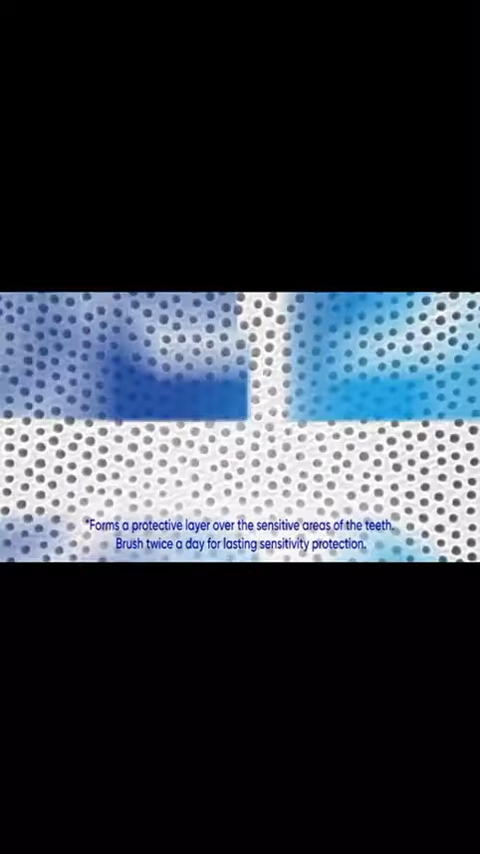 *Forms a protective layer over the sensitive areas of the teeth.
Brush twice a day for lasting sensitivity protection.